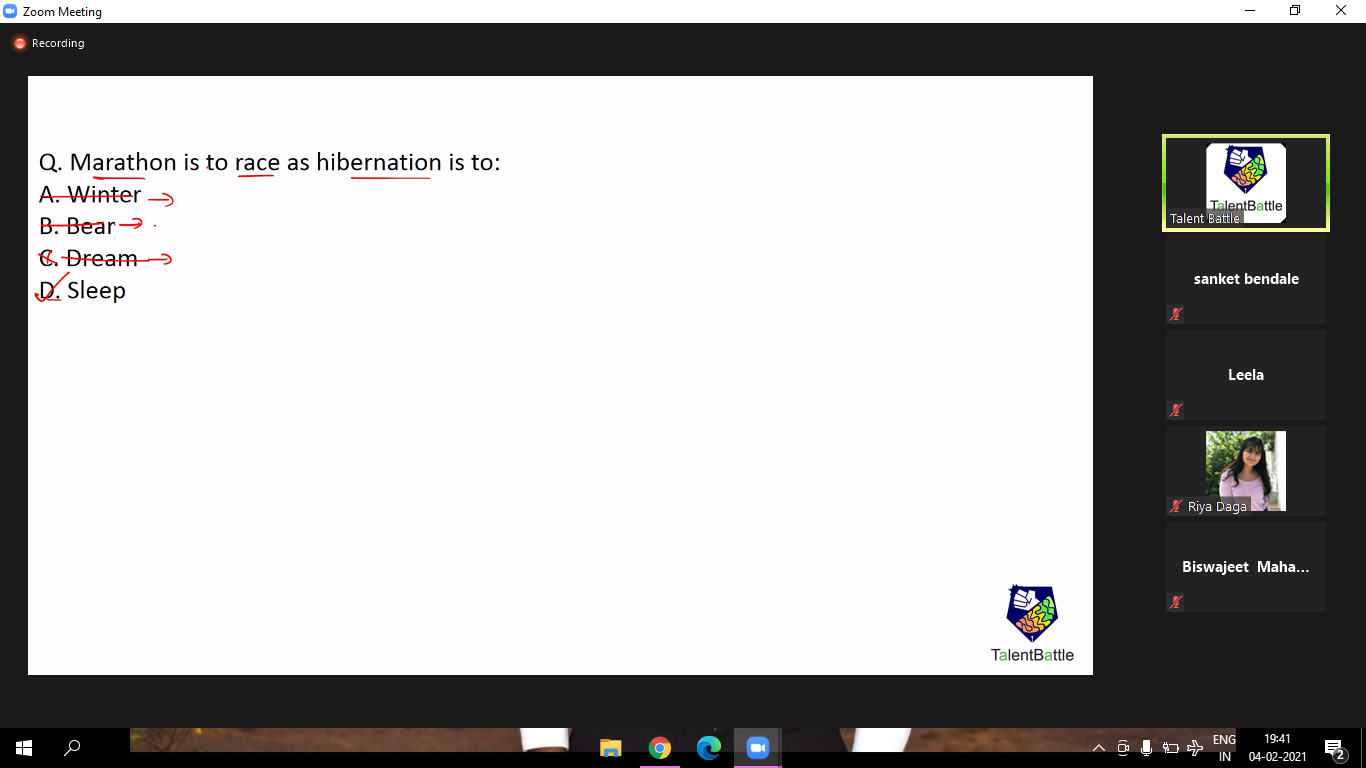 Zoom Meeting
Recording
Q. Marathon is to race as hibernation is to:
A. Winter
B. Bear
C. Dream
D. Sleep
TalentBattle
TalentBattle
Talent Battle
sanket bendale
Leela
Riya Daga
Biswajeet Maha...
ENG
IN
19:41
04-02-2021
2